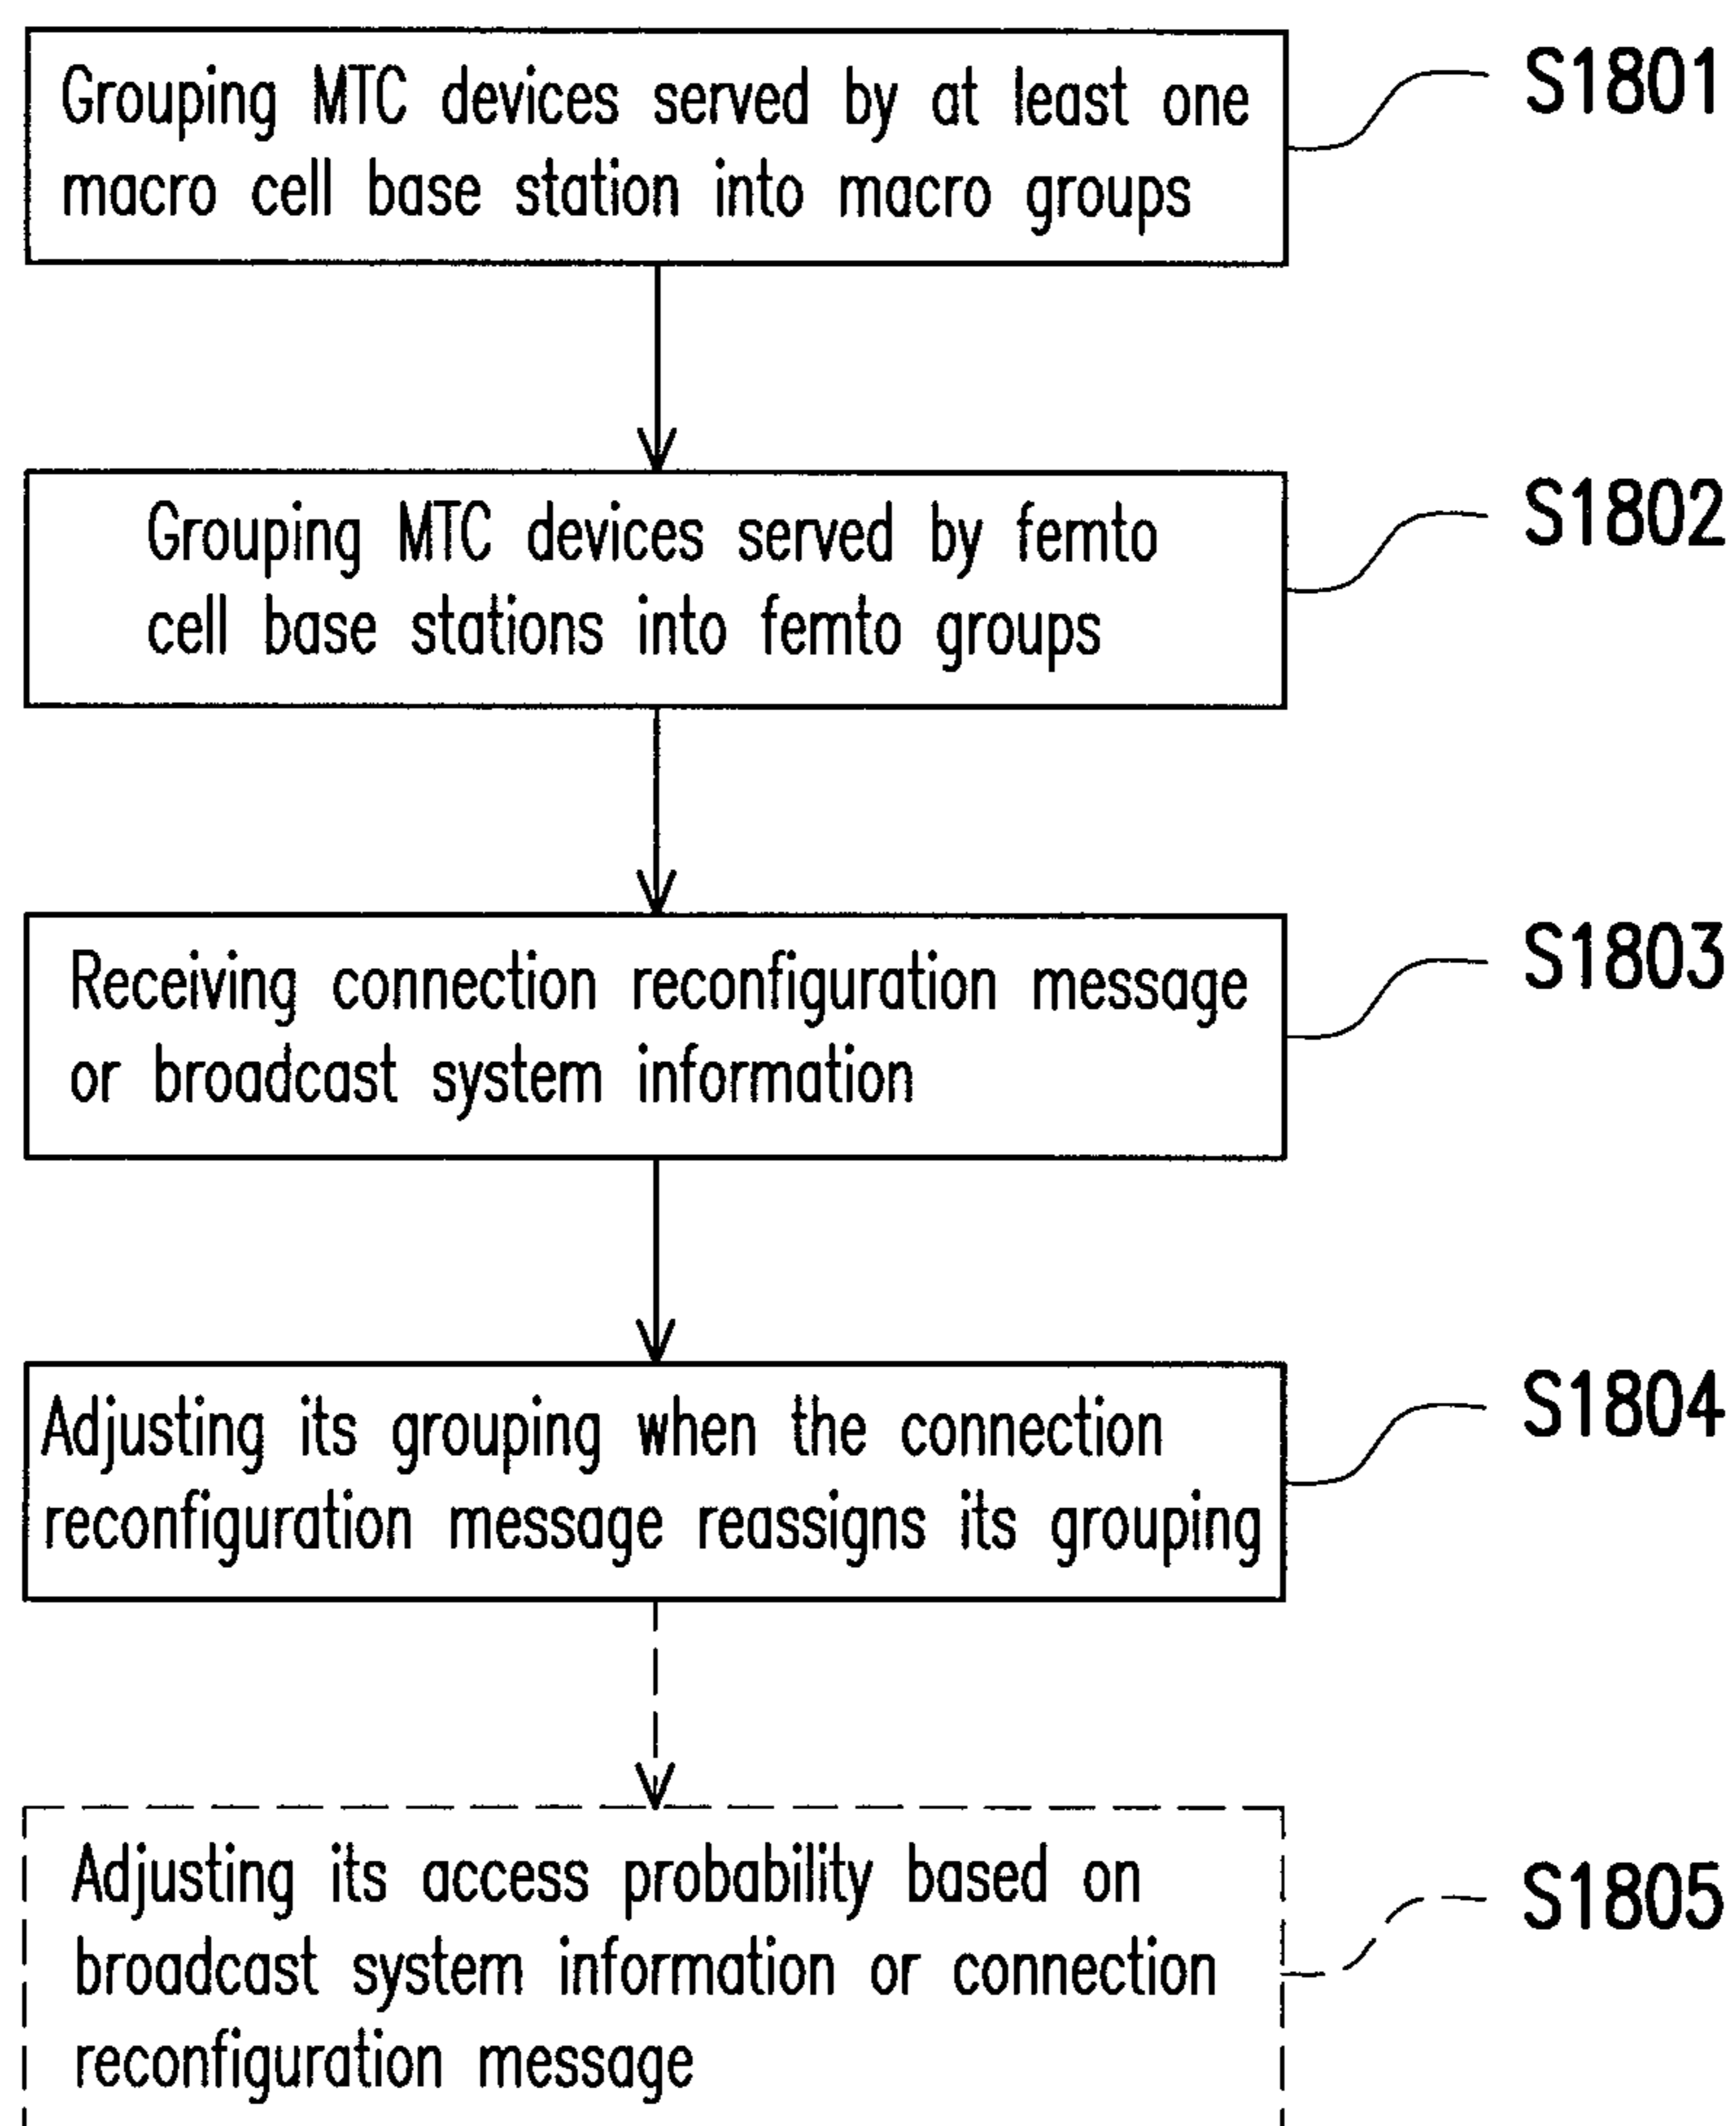 Grouping MTC devices served by at least one
macro cell base station into macro groups
S1801
Grouping MTC devices served by femto
cell base stations into femto groups
S1802
Receiving connection reconfiguration message
or broadcast system information
S1803
Adjusting its grouping when the connection
reconfiguration message reassigns its grouping
S1804
Adjusting its access probability based on
broadcast system information or connection
reconfiguration message
S1805